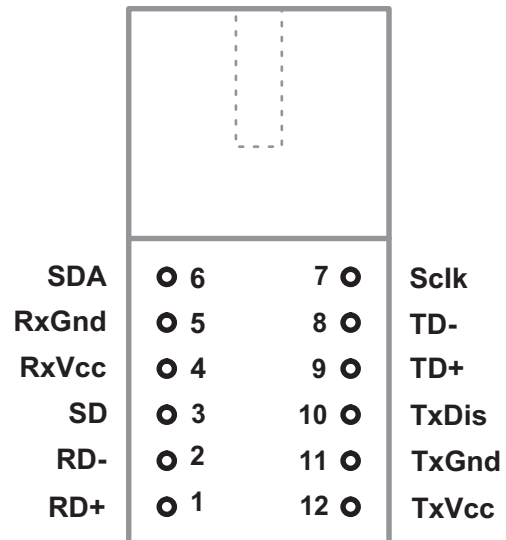 SDA 6 7 Sclk
RxGnd 5 8 TD-
RxVcc 4 9 TD+
SD 3 10 TxDis
RD- 2 11 TxGnd
RD+ 1 12 TxVcc